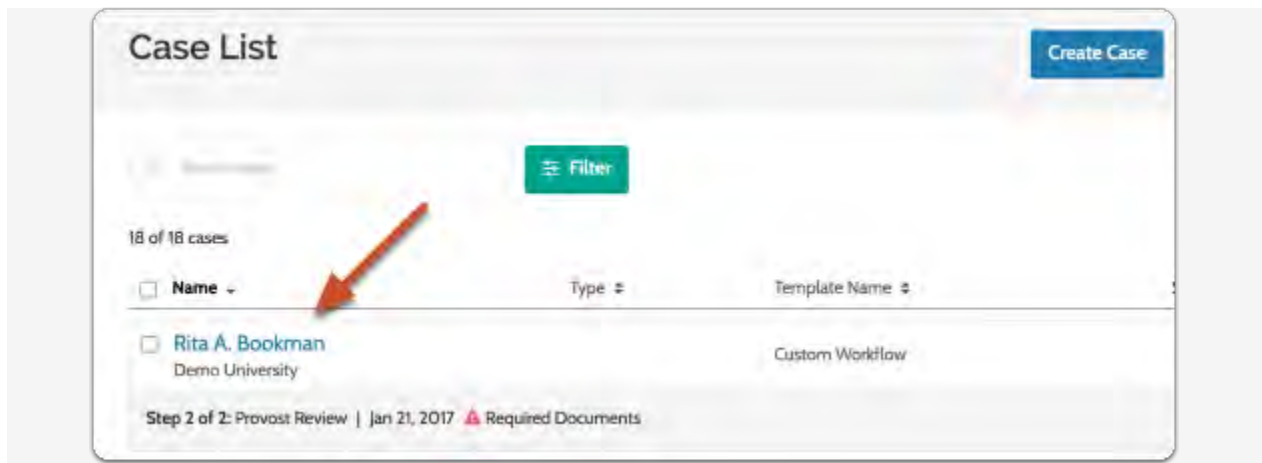 Case List
Create Case
Filter
18 of 18 cases
Name Type Template Name
Rita A. Bookman
Demo University
Custom Workflow
Step 2 of 2: Provost Review | Jan 21, 2017 Required Documents